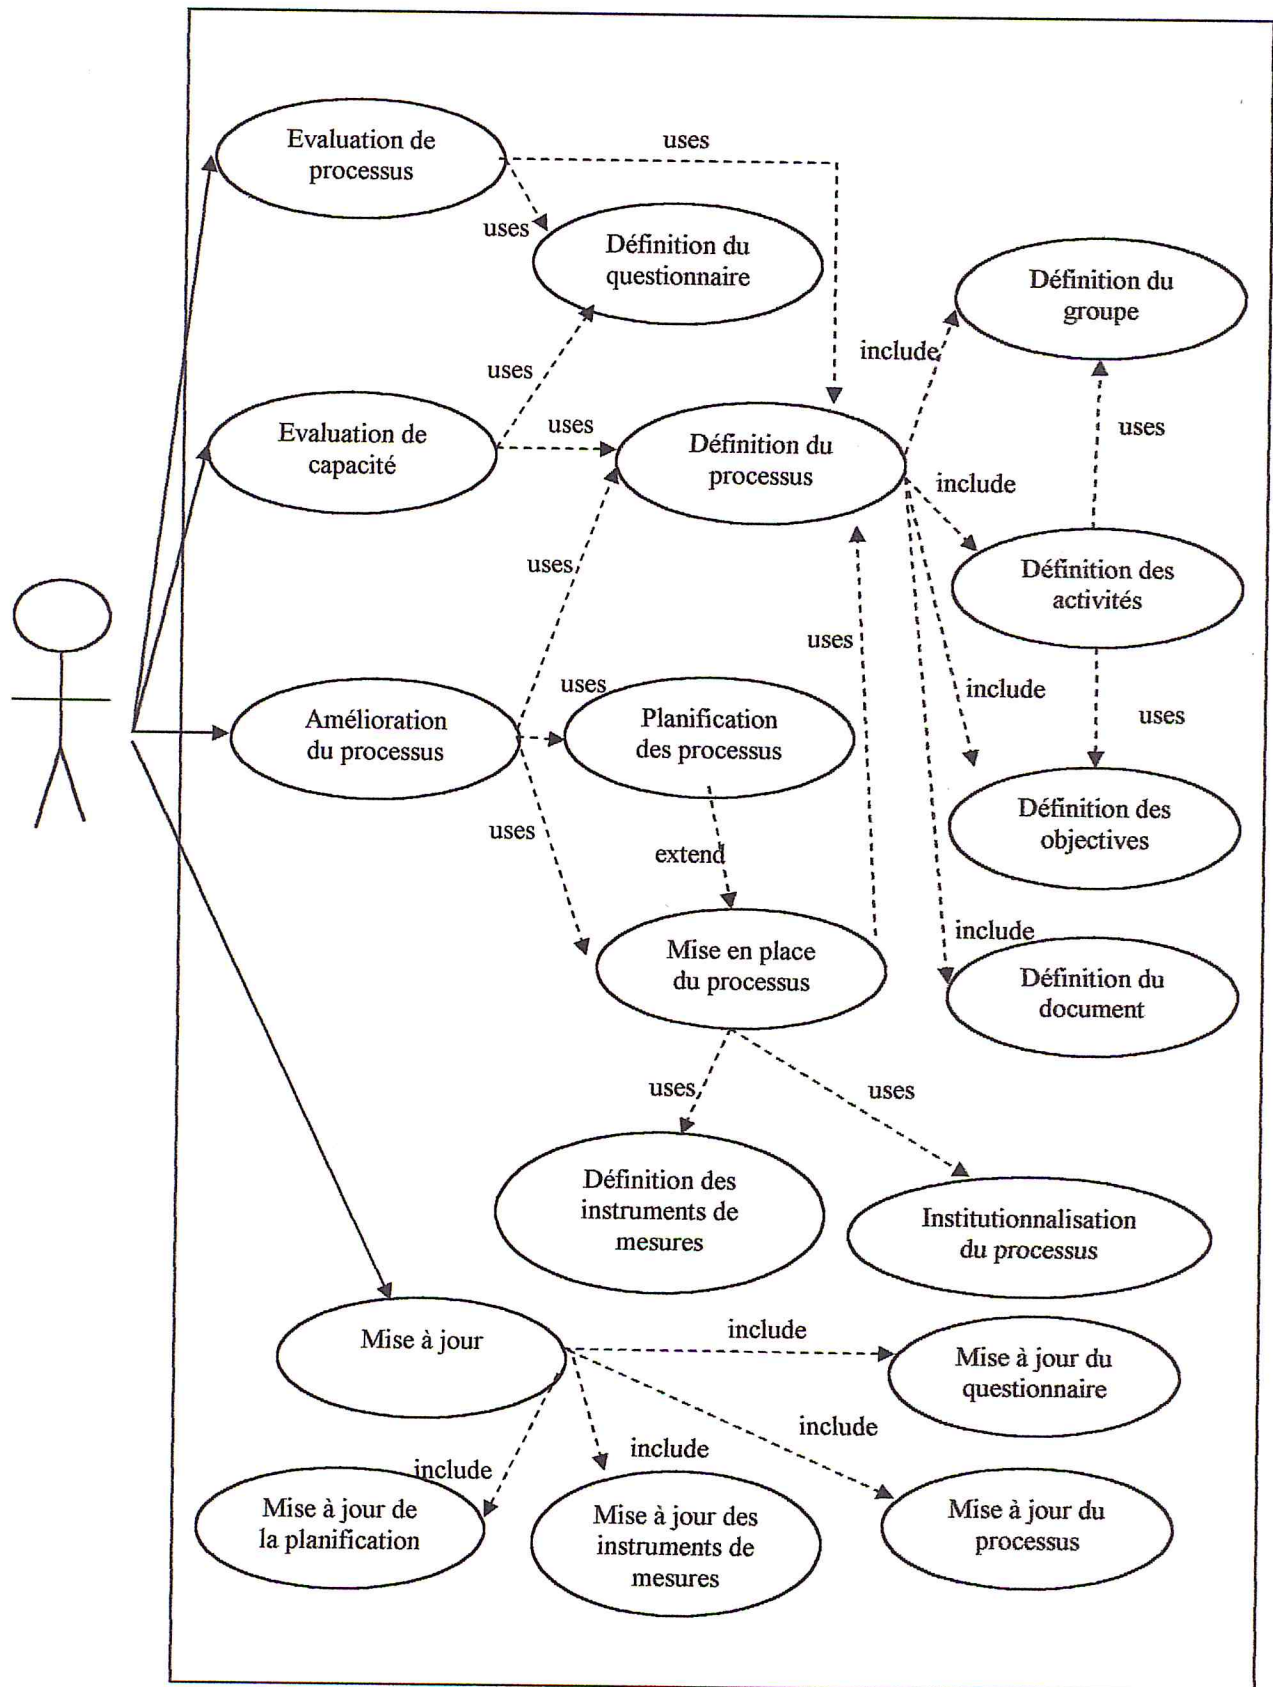 Evaluation de
processus
uses
uses
Définition du
questionnaire
Définition du
groupe
include
uses
Evaluation de
capacité
uses
Définition du
processus
uses
include
Définition des
activités
uses
uses
include
uses
Amélioration
du processus
uses
Planification
des processus
Définition des
objectives
uses
extend
include
Mise en place
du processus
Définition du
document
uses
uses
Définition des
instruments de
mesures
Institutionnalisation
du processus
Mise à jour
include
Mise à jour du
questionnaire
include
include
include
Mise à jour de
la planification
Mise à jour des
instruments de
mesures
Mise à jour du
processus